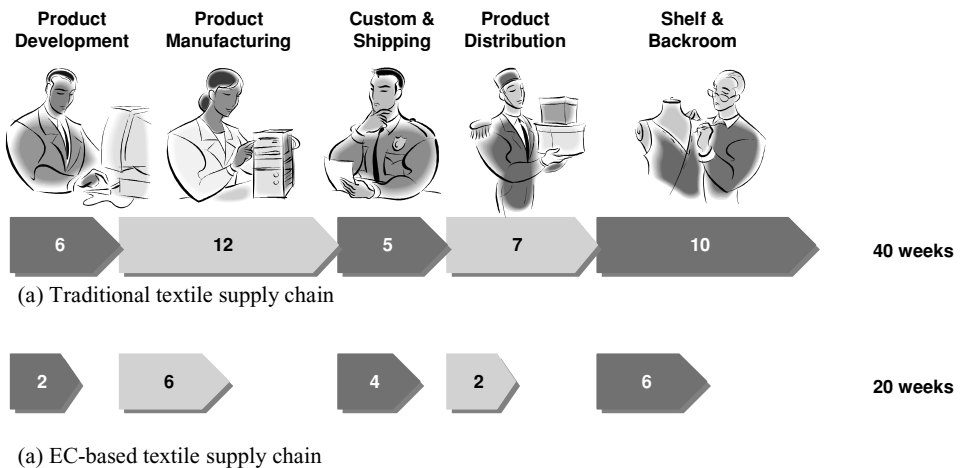 Product
Development
Product
Manufacturing
Custom &
Shipping
Product
Distribution
Shelf &
Backroom
6
12
5
7
10
40 weeks
(a) Traditional textile supply chain
2
6
4
2
6
20 weeks
(a) EC-based textile supply chain